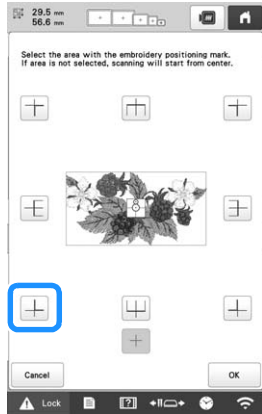 29.5 mm
56.6 mm
Select the area with the embroidery positioning mark.
If area is not selected, scanning will start from center.
Cancel
OK
Lock